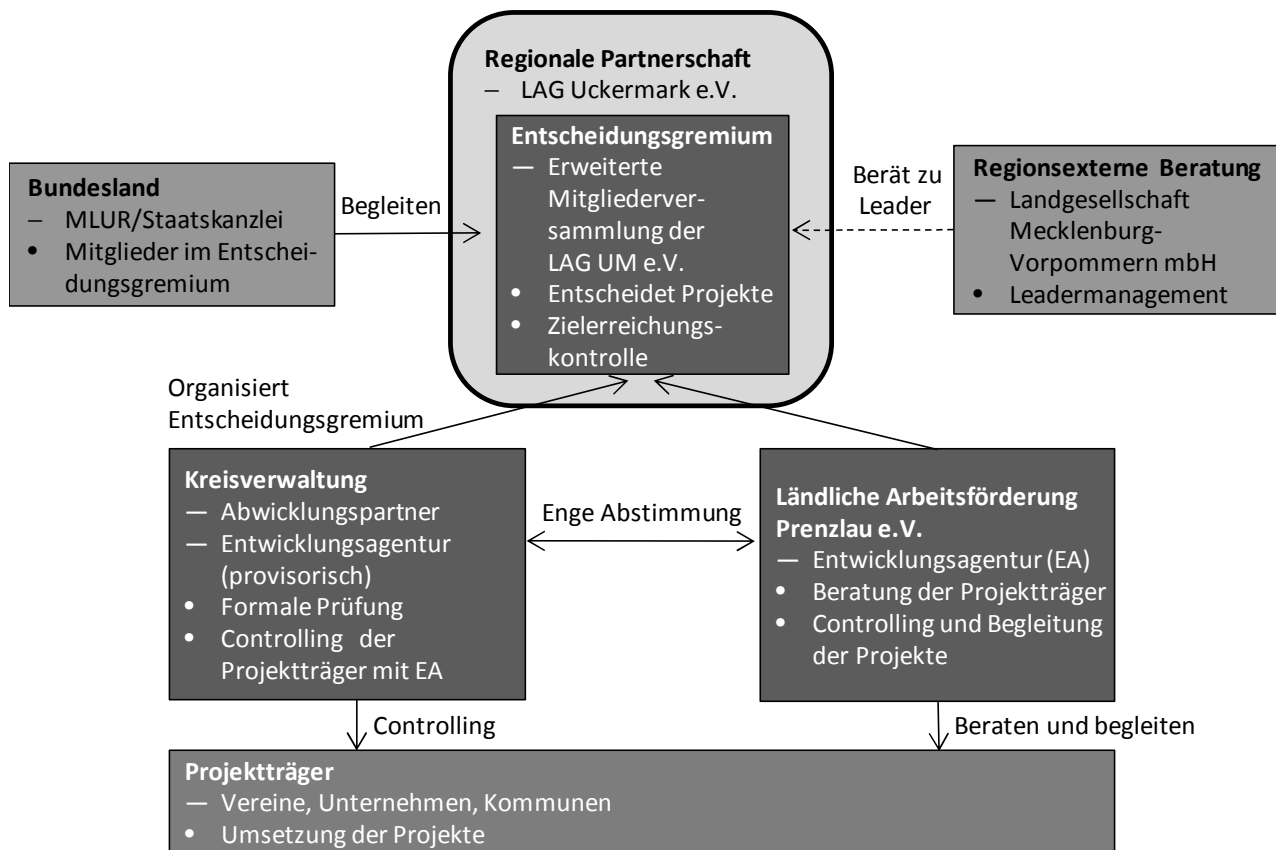 Regionale Partnerschaft
– LAG Uckermark e.V.
Entscheidungsgremium
— Erweiterte
Mitgliederver-
sammlung der
LAG UM e.V.
• Entscheidet Projekte
• Zielerreichungs-
kontrolle
Bundesland
– MLUR/Staatskanzlei
• Mitglieder im Entschei-
dungsgremium
Begleiten
Berät zu
Leader
Regionsexterne Beratung
— Landgesellschaft
Mecklenburg-
Vorpommern mbH
• Leadermanagement
Organisiert
Entscheidungsgremium
Kreisverwaltung
— Abwicklungspartner
— Entwicklungsagentur
(provisorisch)
• Formale Prüfung
• Controlling der
Projektträger mit EA
Enge Abstimmung
Ländliche Arbeitsförderung
Prenzlau e.V.
— Entwicklungsagentur (EA)
• Beratung der Projektträger
• Controlling und Begleitung
der Projekte
Controlling
Beraten und begleiten
Projektträger
— Vereine, Unternehmen, Kommunen
• Umsetzung der Projekte